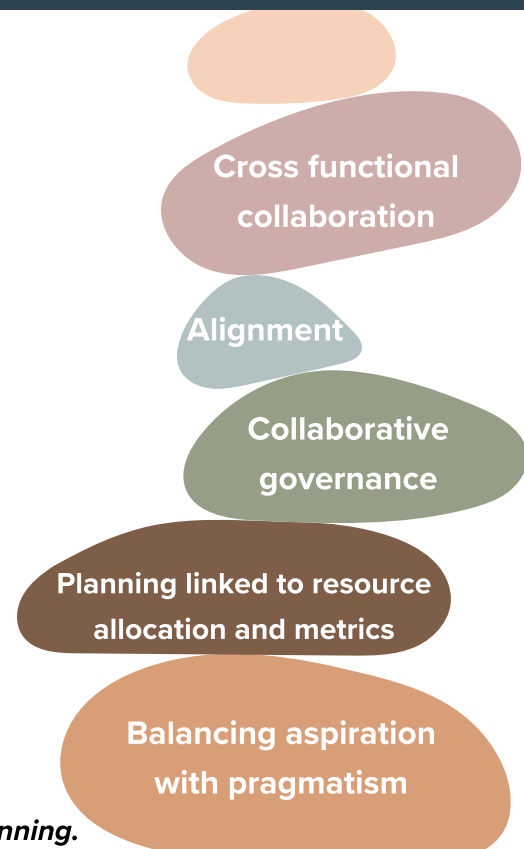 Cross functional
collaboration
Alignment
Collaborative
governance
Planning linked to resource
allocation and metrics
Balancing aspiration
with pragmatism
nning.